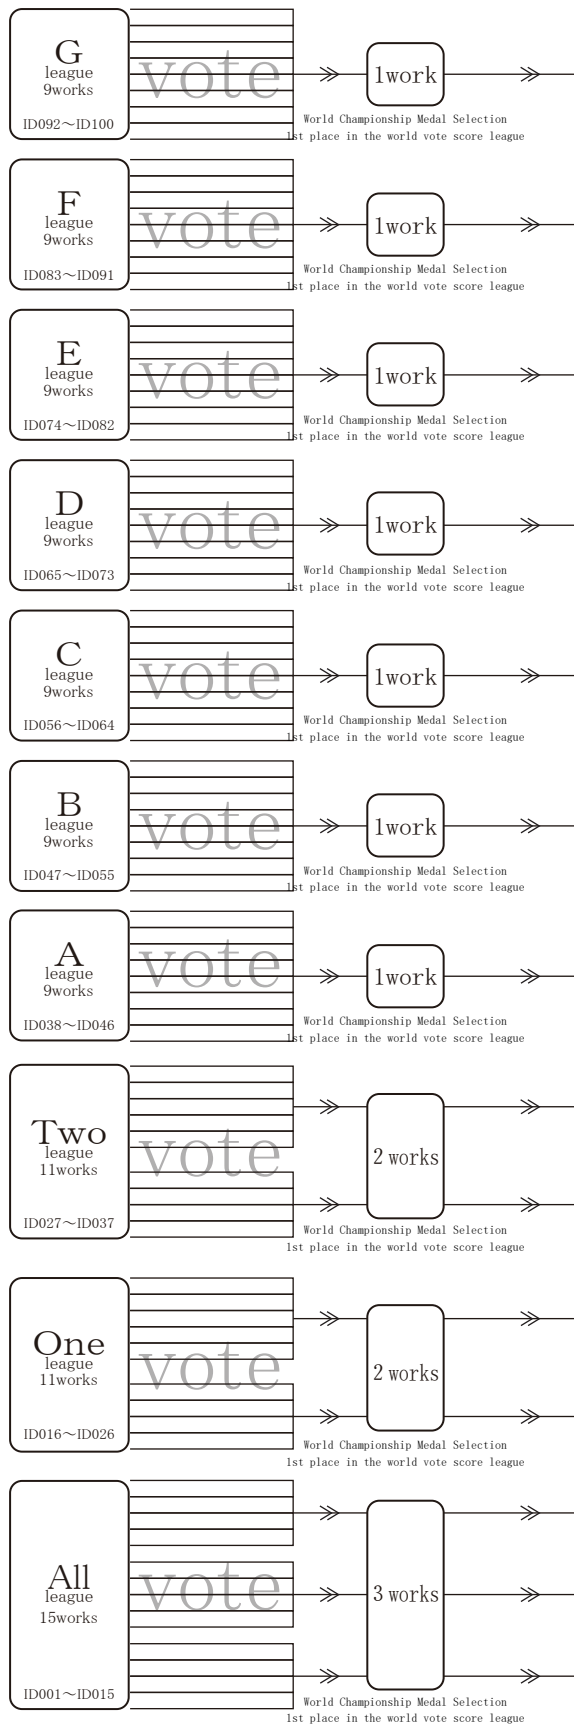 G
league
9works
ID092～ID100
vote
1work
World Championship Medal Selection
1st place in the world vote score league
F
league
9works
ID083～ID091
vote
1work
World Championship Medal Selection
1st place in the world vote score league
E
league
9works
ID074～ID082
vote
1work
World Championship Medal Selection
1st place in the world vote score league
D
league
9works
ID065～ID073
vote
1work
World Championship Medal Selection
1st place in the world vote score league
C
league
9works
ID056～ID064
vote
1work
World Championship Medal Selection
1st place in the world vote score league
B
league
9works
ID047～ID055
vote
1work
World Championship Medal Selection
1st place in the world vote score league
A
league
9works
ID038～ID046
vote
1work
World Championship Medal Selection
1st place in the world vote score league
Two
league
11works
ID027～ID037
vote
2 works
World Championship Medal Selection
1st place in the world vote score league
One
league
11works
ID016～ID026
vote
2 works
World Championship Medal Selection
1st place in the world vote score league
All
league
15works
ID001～ID015
vote
3 works
World Championship Medal Selection
1st place in the world vote score league